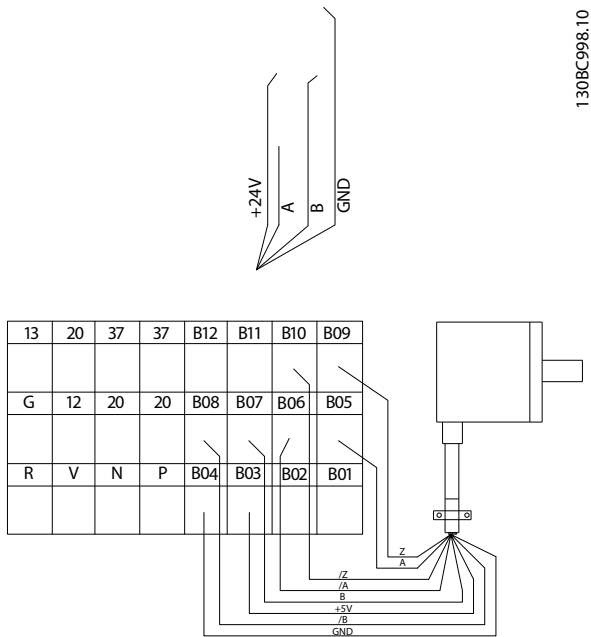 130BC998.10
+24V
A
B
GND
13 20 37 37 B12 B11 B10 B09
G 12 20 20 B08 B07 B06 B05
R V N P B04 B03 B02 B01
Z
A
/Z
/A
B
+5V
/B
GND